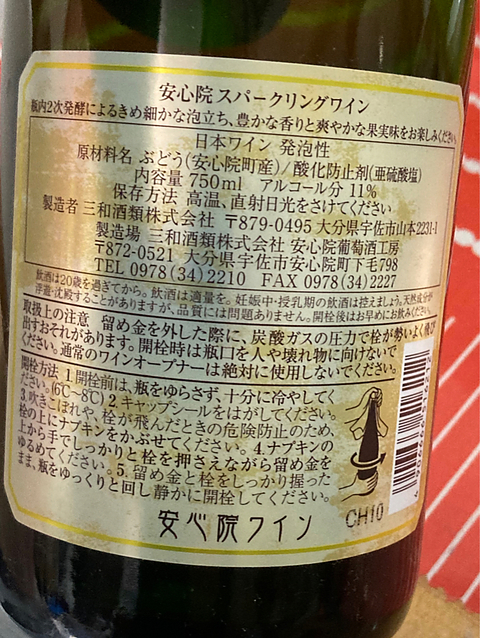 安心院スパークリングワイン
瓶内2次発酵によるきめ細かな泡立ち、豊かな香りと爽やかな果実味をお楽しみください。
日本ワイン 発泡性
原材料名 ぶどう(安心院町産)/酸化防止剤(亜硫酸塩)
内容量 750ml アルコール分 11%
保存方法 高温、直射日光をさけてください
製造者 三和酒類株式会社 〒879-0495 大分県宇佐市山本2231-1
製造場 三和酒類株式会社 安心院葡萄酒工房
〒872-0521 大分県宇佐市安心院町下毛798
TEL 0978(34)2210 FAX 0978(34)2227
飲酒は20歳を過ぎてから。飲酒は適量を。妊娠中・授乳期の飲酒は控えましょう。天然成分が
浮遊・沈殿することがありますが、品質には問題ありません。開栓後はお早めにお飲みください。
取扱上の注意 留め金を外した際に、炭酸ガスの圧力で栓が勢いよく飛び
出すおそれがあります。開栓時は瓶口を人や壊れ物に向けないで
ください。通常のワインオープナーは絶対に使用しないでください。
開栓方法 1.開栓前は、瓶をゆらさず、十分に冷やしてく
ださい。(6℃~8℃) 2.キャップシールをはがしてください。
3.吹きこぼれや、栓が飛んだときの危険防止のため、
栓の上にナプキンをかぶせてください。4.ナプキンの
上から手でしっかりと栓を押さえながら留め金を
ゆるめてください。5.留め金と栓をしっかり握った
まま、瓶をゆっくりと回し静かに開栓してください。
安心院ワイン
CH10